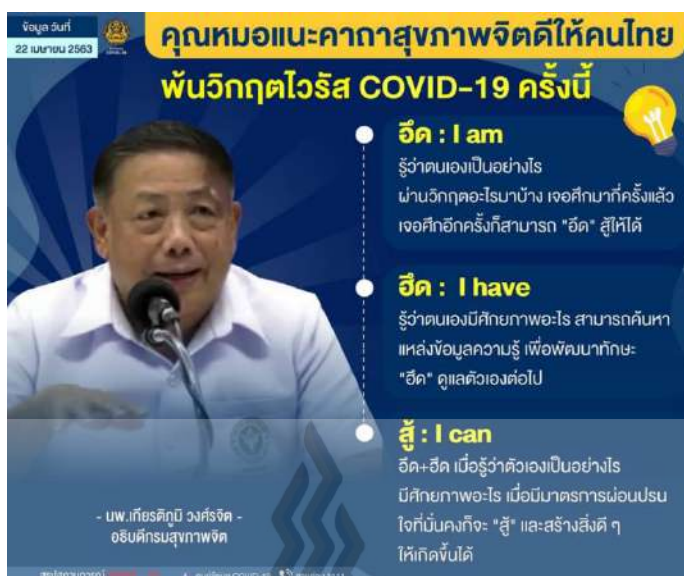 ข้อมูล วันที่
22 เมษายน 2563
คุณหมอแนะคาถาสุขภาพจิตดีให้คนไทย
พ้นวิกฤตไวรัส COVID-19 ครั้งนี้
อึด : I am
รู้ว่าตนเองเป็นอย่างไร
ผ่านวิกฤตอะไรมาบ้าง เจอศึกมากี่ครั้งแล้ว
เจอศึกอีกครั้งก็สามารถ "อึด" สู้ให้ได้
ฮึด : I have
รู้ว่าตนเองมีศักยภาพอะไร สามารถค้นหา
แหล่งข้อมูลความรู้ เพื่อพัฒนาทักษะ
"ฮึด" ดูแลตัวเองต่อไป
สู้ : I can
อึด+ฮึด เมื่อรู้ว่าตัวเองเป็นอย่างไร
มีศักยภาพอะไร เมื่อมีมาตรการผ่อนปรน
ใจที่มั่นคงก็จะ "สู้" และสร้างสิ่งดี ๆ
ให้เกิดขึ้นได้
- นพ.เกียรติภูมิ วงศ์รจิต -
อธิบดีกรมสุขภาพจิต